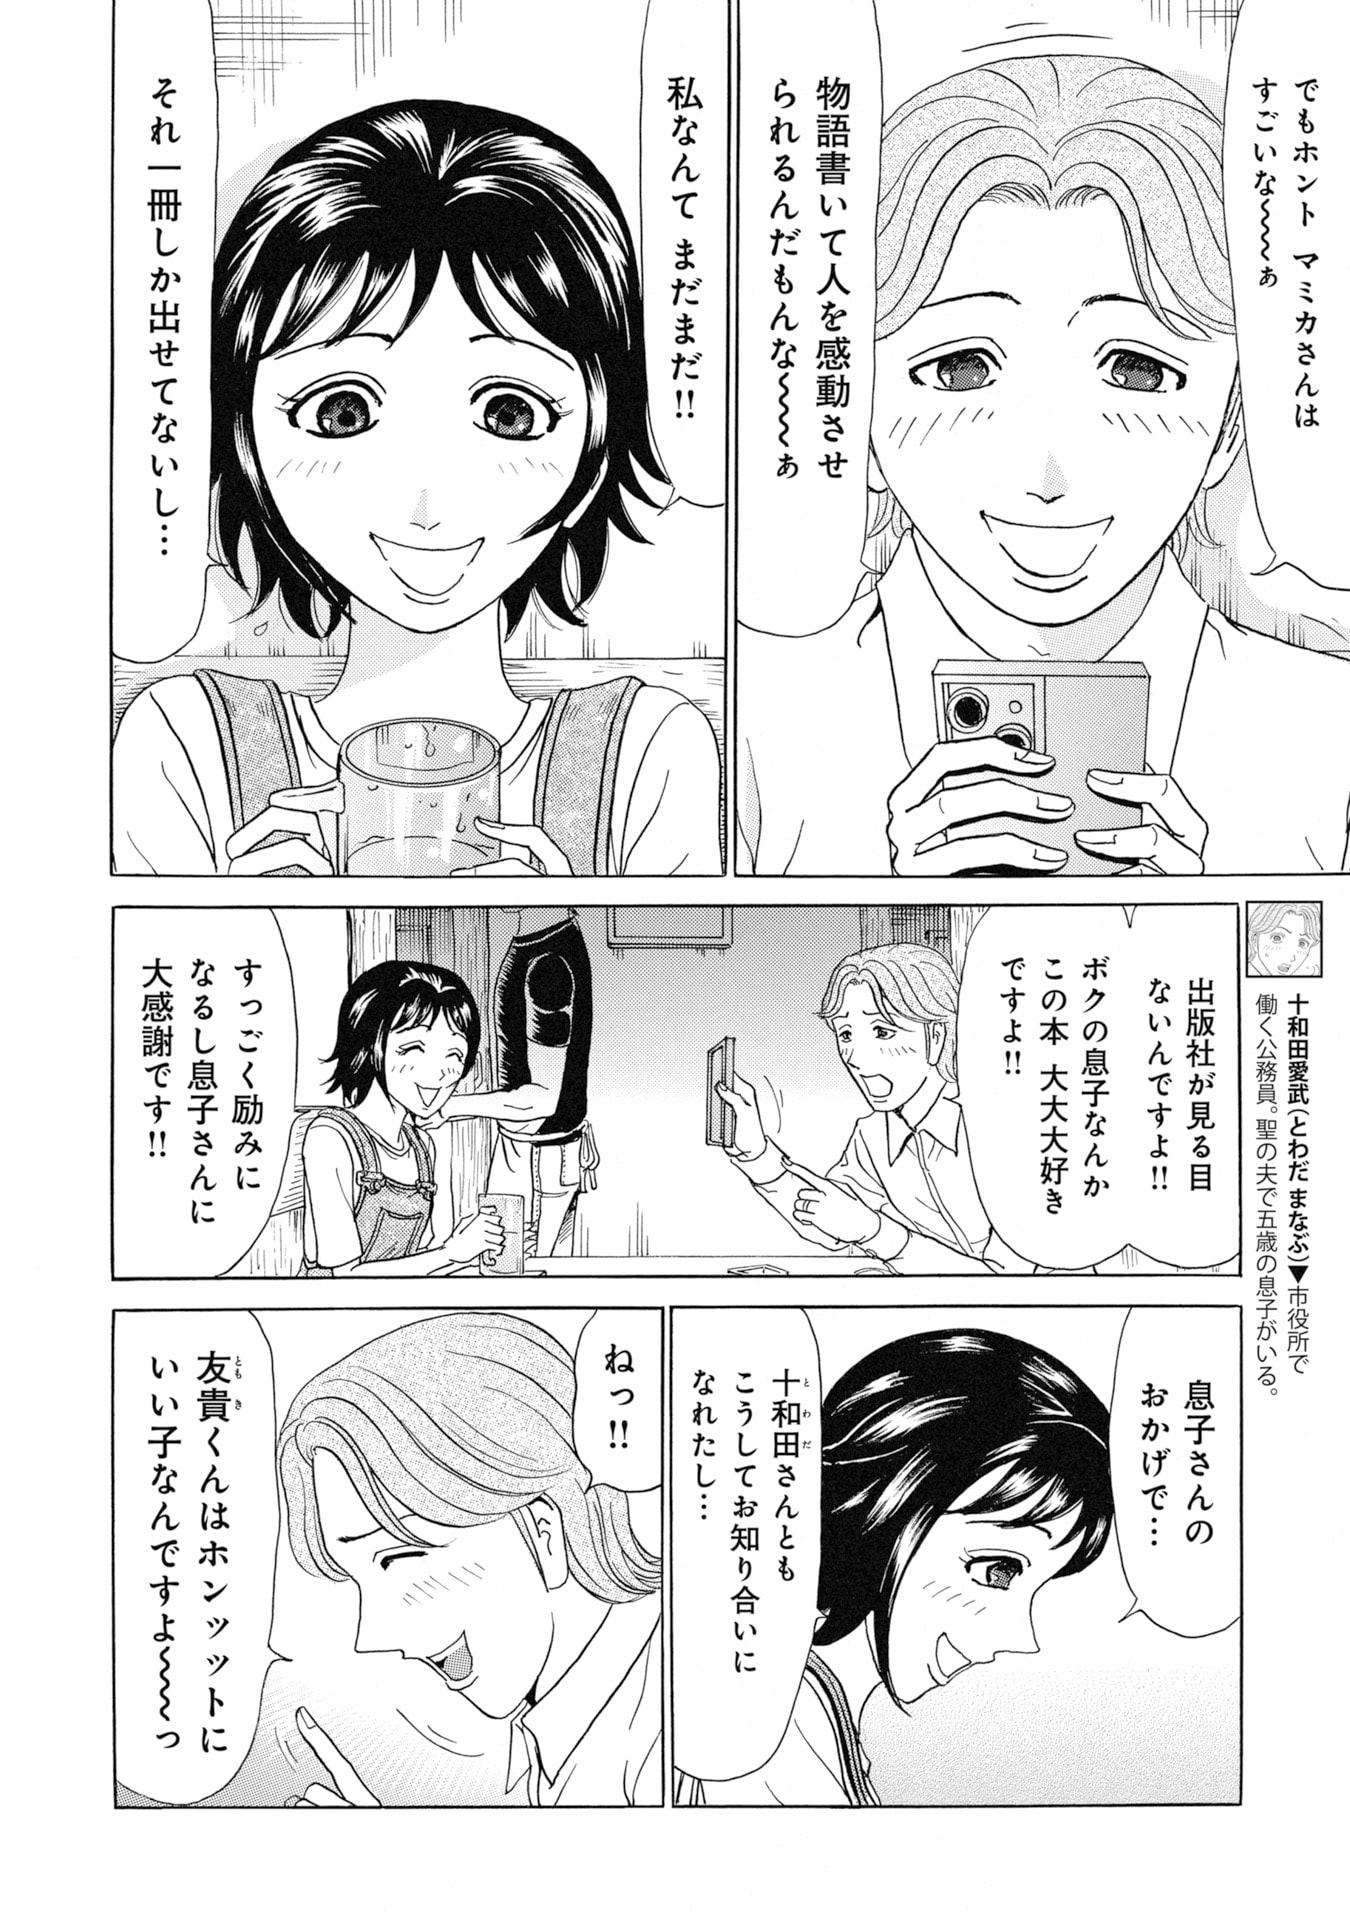 でもホント マミカさんは
すごいな〜〜〜ぁ
物語書いて人を感動させ
られるんだもんな〜〜〜ぁ
私なんて まだまだ!!
それ一冊しか出せてないし…
出版社が見る目
ないんですよ!!
ボクの息子なんか
この本 大大大好き
ですよ!!
すっごく励みに
なるし息子さんに
大感謝です!!
十和田愛武(とわだ まなぶ)▼市役所で
働く公務員。聖の夫で五歳の息子がいる。
息子さんの
おかげで…
十和田さんとも
とわだ
こうしてお知り合いに
なれたし…
ねっ!!
友貴くんはホンッットに
ともき
いい子なんですよ〜〜〜っ